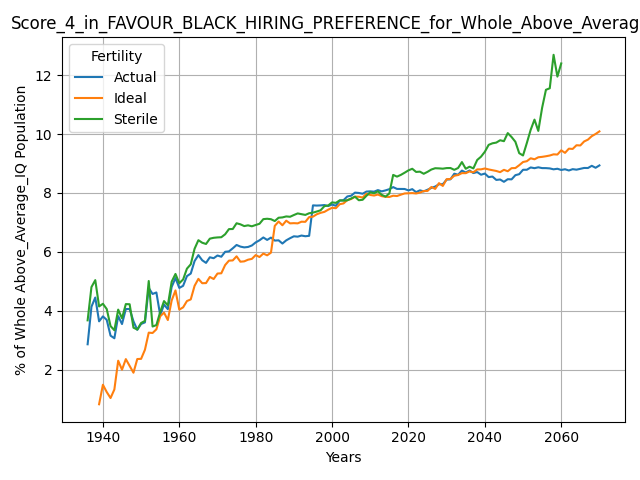 Score_4_in_FAVOUR_BLACK_HIRING_PREFERENCE_for_Whole_Above_Averag
Fertility
Actual
Ideal
Sterile
% of Whole Above_Average_IQ Population
12
10
8
6
4
2
1940 1960 1980 2000 2020 2040 2060
Years